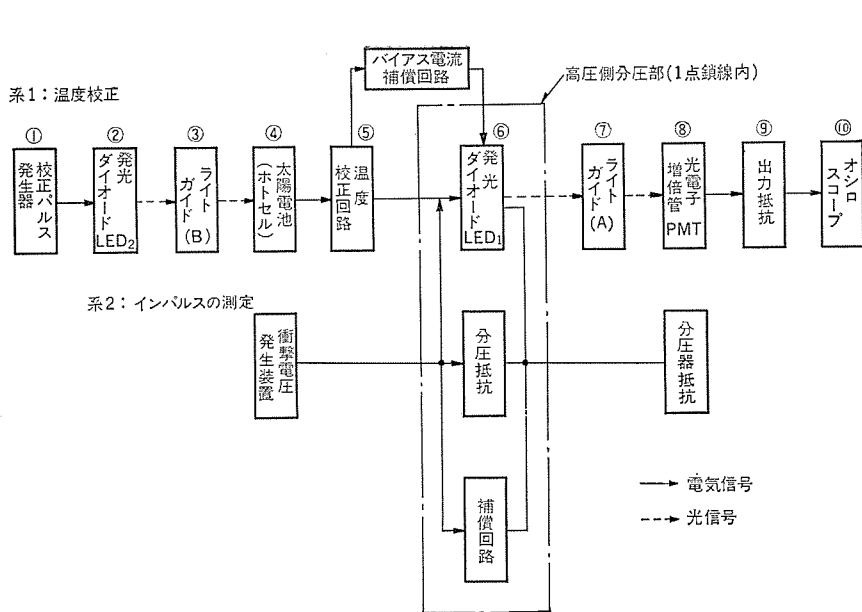 バイアス電流
補償回路
高圧側分圧部(1点鎖線内)
系1：温度校正
①
校正パルス
発生器
②
発光
ダイオード
LED₂
③
ライト
ガイド
(B)
④
太陽電池
(ホトセル)
⑤
温度
校正回路
⑥
発光
ダイオード
LED₁
⑦
ライト
ガイド
(A)
⑧
光電子
増倍管
PMT
⑨
出力抵抗
⑩
オシロ
スコープ
系2：インパルスの測定
衝撃電圧
発生装置
分圧抵抗
分圧器抵抗
補償回路
電気信号
光信号